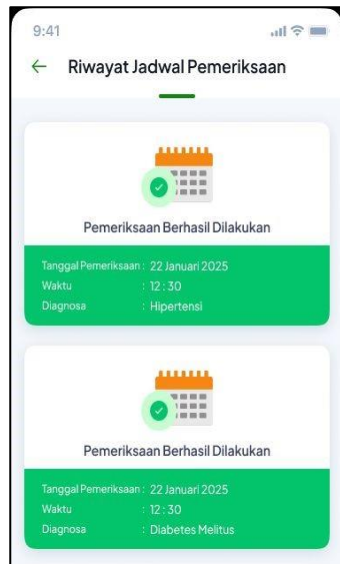 9:41
Riwayat Jadwal Pemeriksaan
Pemeriksaan Berhasil Dilakukan
Tanggal Pemeriksaan : 22 Januari 2025
Waktu : 12 : 30
Diagnosa : Hipertensi
Pemeriksaan Berhasil Dilakukan
Tanggal Pemeriksaan : 22 Januari 2025
Waktu : 12 : 30
Diagnosa : Diabetes Melitus